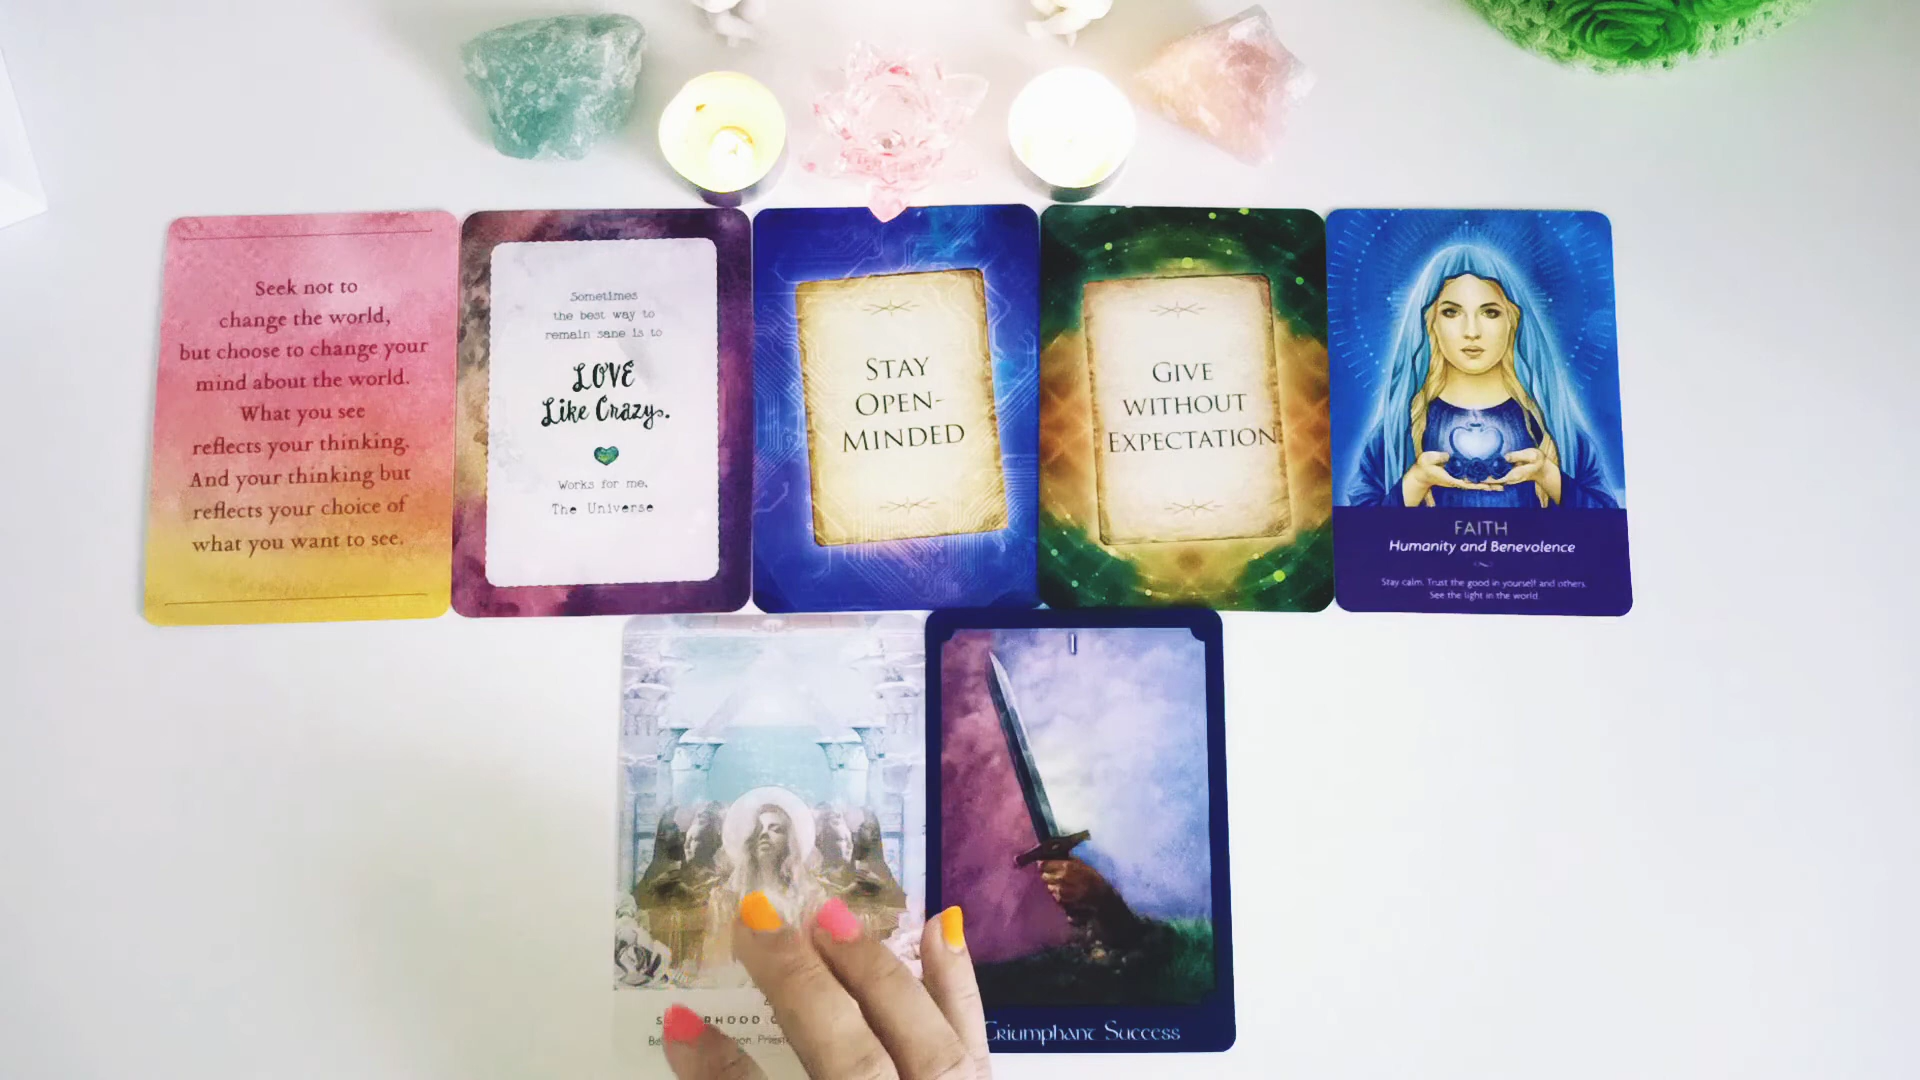 Seek not to
change the world,
but choose to change your
mind about the world.
What you see
reflects your thinking.
And your thinking but
reflects your choice of
what you want to see.
Sometimes
the best way to
remain sane is to
LOVE
Like Crazy.
Works for me,
The Universe
STAY
OPEN-
MINDED
GIVE
WITHOUT
EXPECTATION
FAITH
Humanity and Benevolence
Stay calm. Trust the good in yourself and others.
See the light in the world.
I
Triumphant Success